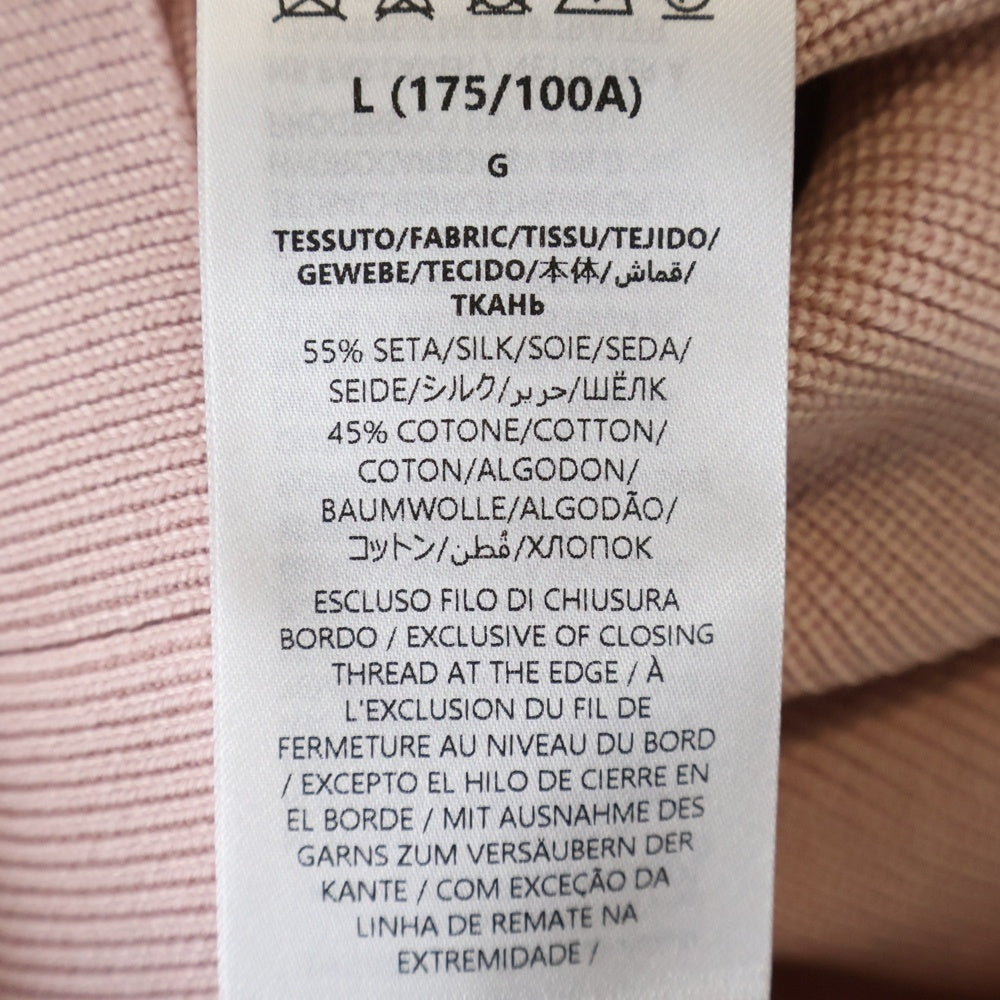 L (175/100A)
G
TESSUTO/FABRIC/TISSU/TEJIDO/
GEWEBE/TECIDO/本体/قماش/
ТКАНЬ
55% SETA/SILK/SOIE/SEDA/
SEIDE/シルク/حرير/ШЁЛК
45% COTONE/COTTON/
COTON/ALGODON/
BAUMWOLLE/ALGODÃO/
コットン/قُطن/ХЛОПОК
ESCLUSO FILO DI CHIUSURA
BORDO / EXCLUSIVE OF CLOSING
THREAD AT THE EDGE / À
L'EXCLUSION DU FIL DE
FERMETURE AU NIVEAU DU BORD
/ EXCEPTO EL HILO DE CIERRE EN
EL BORDE / MIT AUSNAHME DES
GARNS ZUM VERSÄUBERN DER
KANTE / COM EXCEÇÃO DA
LINHA DE REMATE NA
EXTREMIDADE /